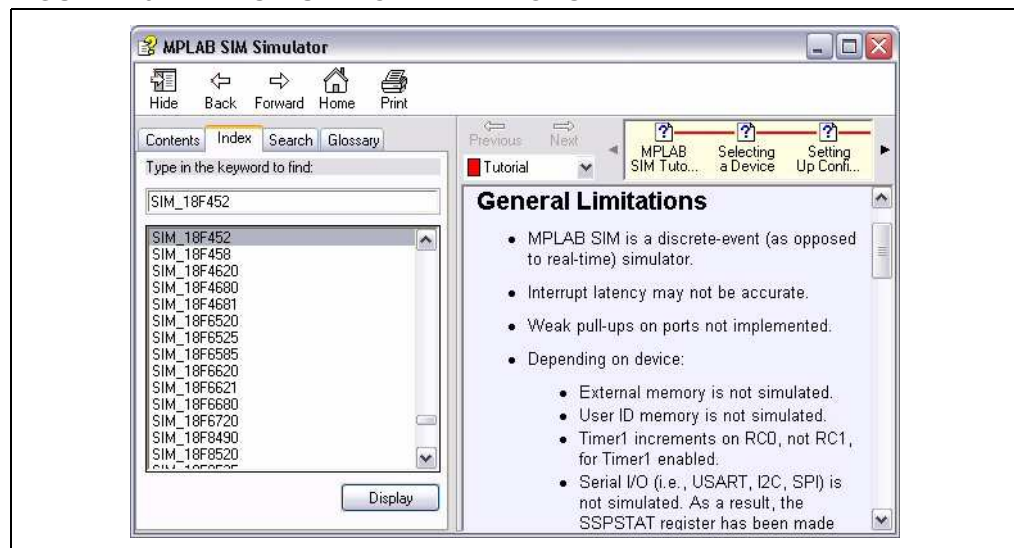 MPLAB SIM Simulator
Hide Back Forward Home Print
Contents Index Search Glossary
Type in the keyword to find:
SIM_18F452
SIM_18F452
SIM_18F458
SIM_18F4620
SIM_18F4680
SIM_18F4681
SIM_18F6520
SIM_18F6525
SIM_18F6585
SIM_18F6620
SIM_18F6621
SIM_18F6680
SIM_18F6720
SIM_18F8490
SIM_18F8520
Display
Previous Next
Tutorial
MPLAB
SIM Tuto...
Selecting
a Device
Setting
Up Confi...
General Limitations
• MPLAB SIM is a discrete-event (as opposed
to real-time) simulator.
• Interrupt latency may not be accurate.
• Weak pull-ups on ports not implemented.
• Depending on device:
• External memory is not simulated.
• User ID memory is not simulated.
• Timer1 increments on RC0, not RC1,
for Timer1 enabled.
• Serial I/O (i.e., USART, I2C, SPI) is
not simulated. As a result, the
SSPSTAT register has been made